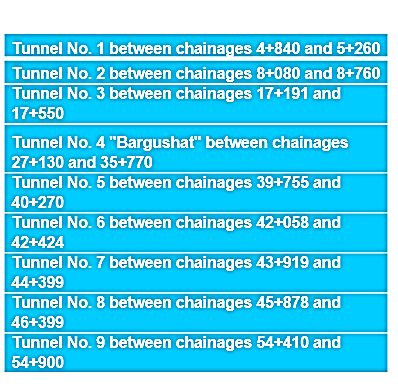 Tunnel No. 1 between chainages 4+840 and 5+260
Tunnel No. 2 between chainages 8+080 and 8+760
Tunnel No. 3 between chainages 17+191 and
17+550
Tunnel No. 4 "Bargushat" between chainages
27+130 and 35+770
Tunnel No. 5 between chainages 39+755 and
40+270
Tunnel No. 6 between chainages 42+058 and
42+424
Tunnel No. 7 between chainages 43+919 and
44+399
Tunnel No. 8 between chainages 45+878 and
46+399
Tunnel No. 9 between chainages 54+410 and
54+900